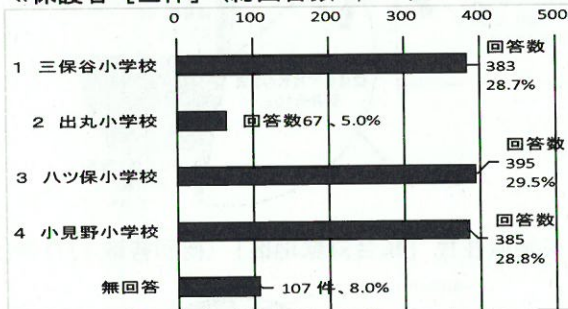 0 100 200 300 400 500
1 三保谷小学校
回答数
383
28.7%
2 出丸小学校
回答数67、5.0%
3 八ツ保小学校
回答数
395
29.5%
4 小見野小学校
回答数
385
28.8%
無回答
107 件、8.0%